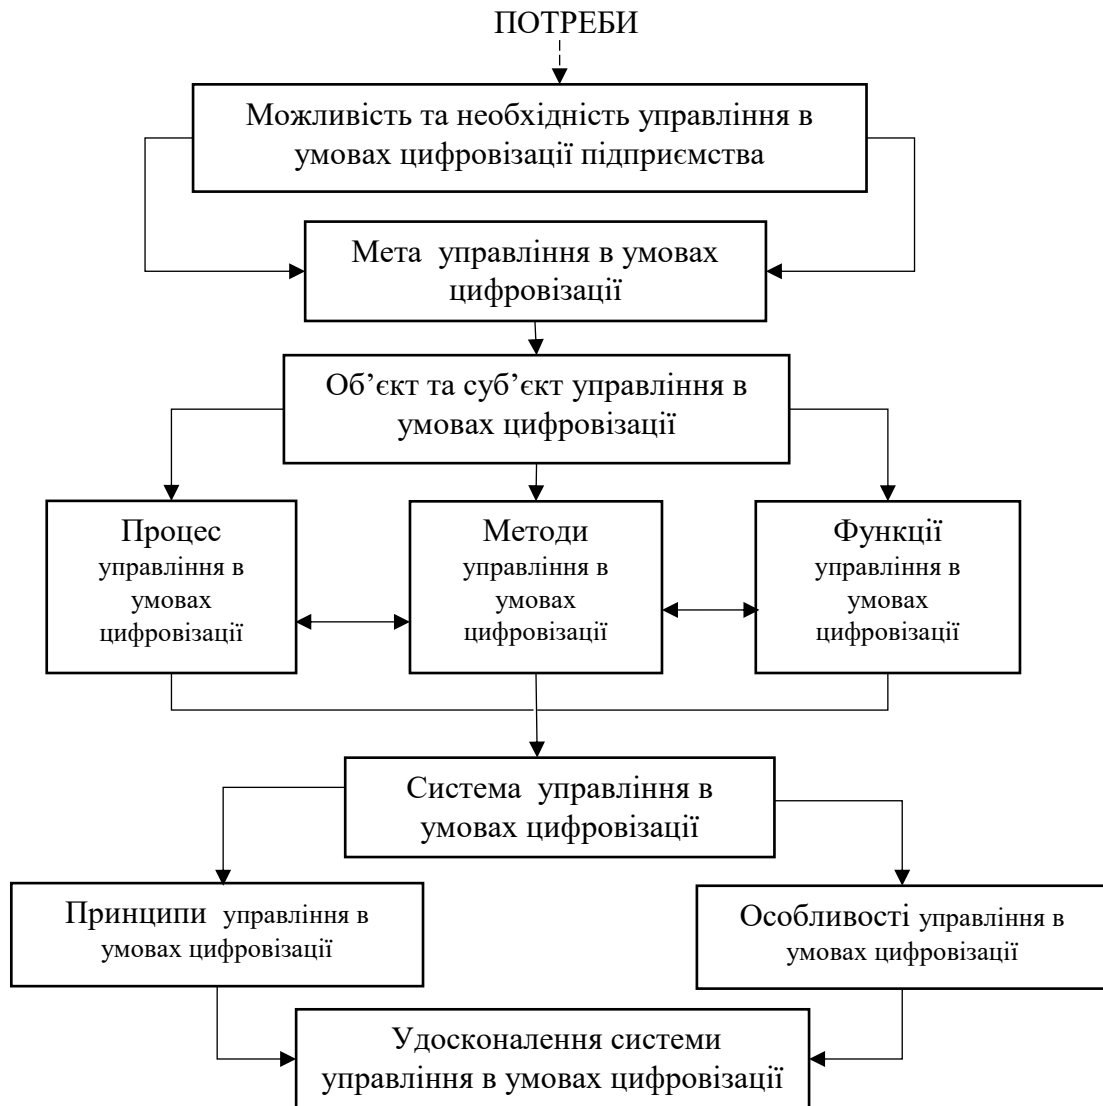 ПОТРЕБИ
Можливість та необхідність управління в
умовах цифровізації підприємства
Мета управління в умовах
цифровізації
Об’єкт та суб’єкт управління в
умовах цифровізації
Процес
управління в
умовах
цифровізації
Методи
управління в
умовах
цифровізації
Функції
управління в
умовах
цифровізації
Система управління в
умовах цифровізації
Принципи управління в
умовах цифровізації
Особливості управління в
умовах цифровізації
Удосконалення системи
управління в умовах цифровізації